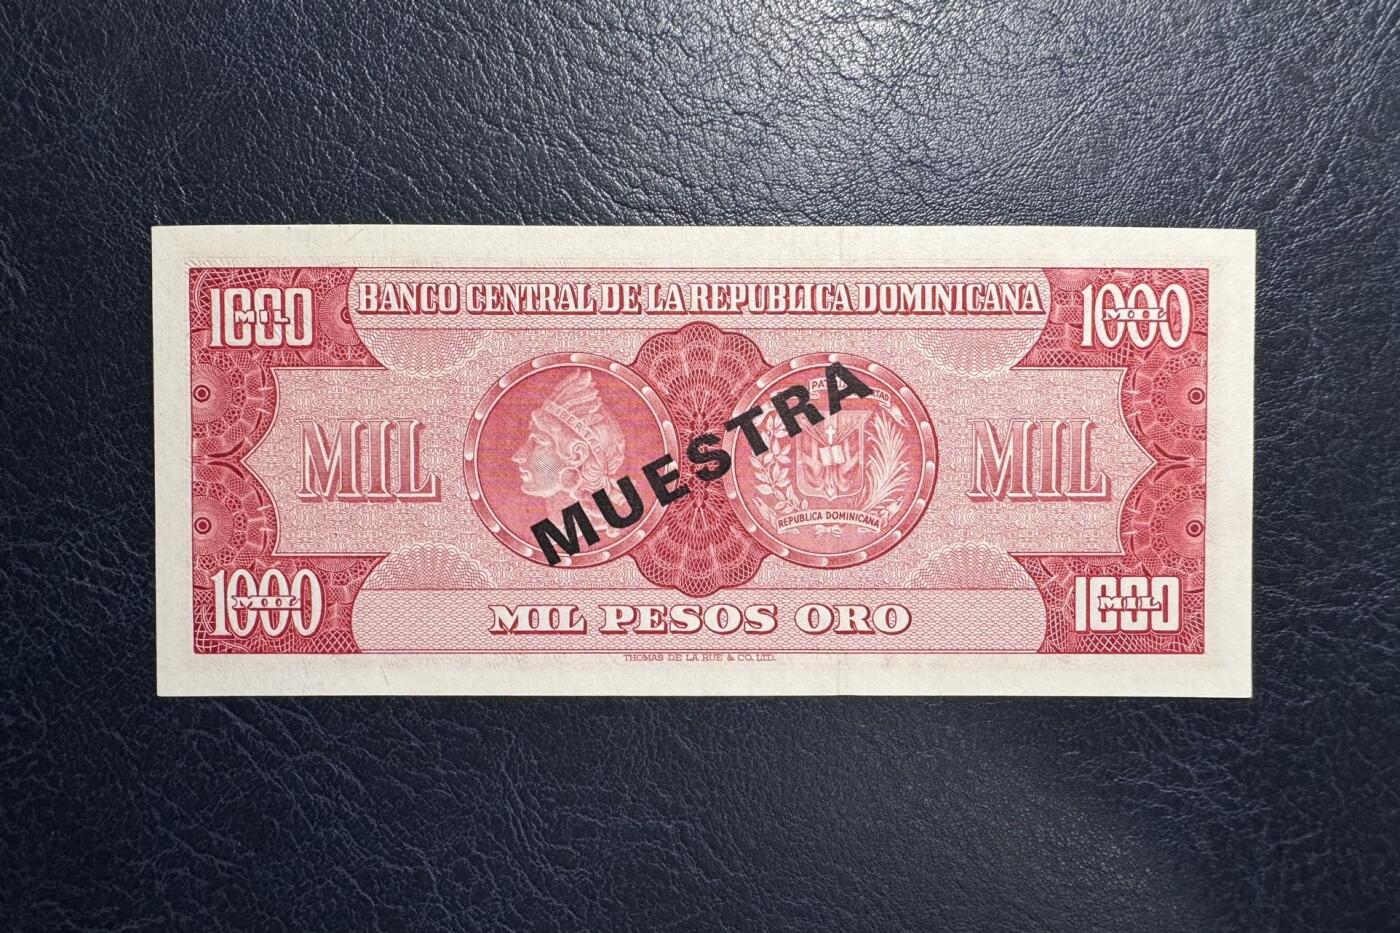 BANCO CENTRAL DE LA REPUBLICA DOMINICANA
1000 MIL
1000 MIL
MIL
LIBERTAD
MUESTRA
REPUBLICA DOMINICANA
MIL
1000 MIL
1000 MIL
MIL PESOS ORO
THOMAS DE LA RUE & CO. LTD.